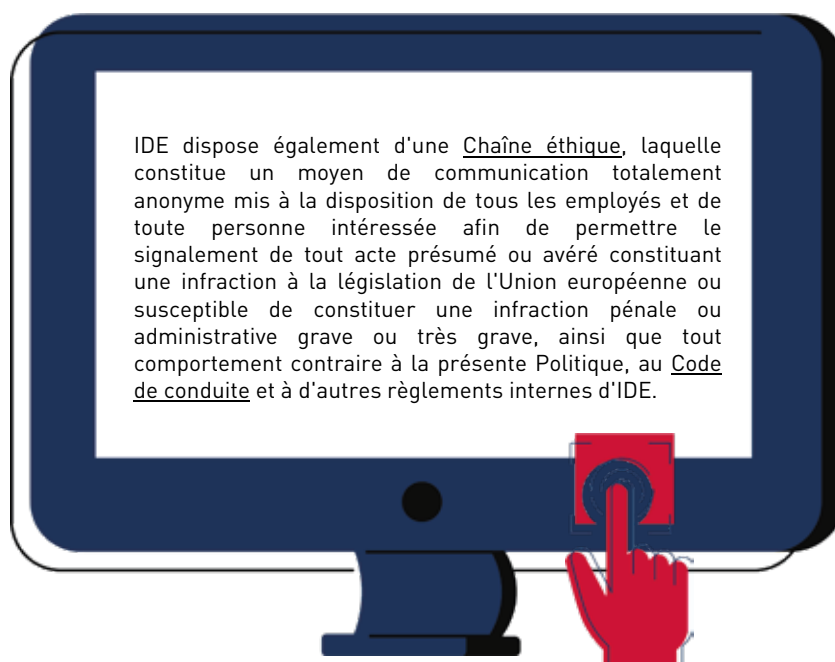 IDE dispose également d'une Chaîne éthique, laquelle
constitue un moyen de communication totalement
anonyme mis à la disposition de tous les employés et de
toute personne intéressée afin de permettre le
signalement de tout acte présumé ou avéré constituant
une infraction à la législation de l'Union européenne ou
susceptible de constituer une infraction pénale ou
administrative grave ou très grave, ainsi que tout
comportement contraire à la présente Politique, au Code
de conduite et à d'autres règlements internes d'IDE.